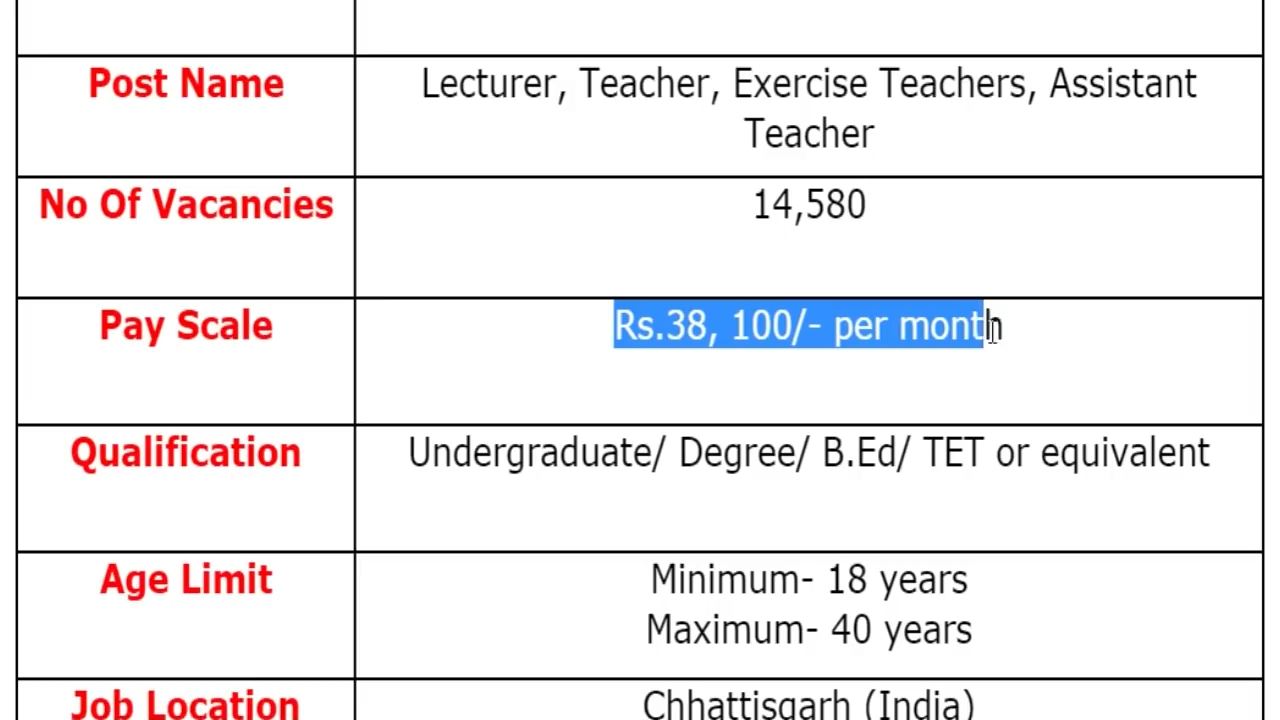 Post Name
Lecturer, Teacher, Exercise Teachers, Assistant
Teacher
No Of Vacancies
14,580
Pay Scale
Rs.38, 100/- per month
Qualification
Undergraduate/ Degree/ B.Ed/ TET or equivalent
Age Limit
Minimum- 18 years
Maximum- 40 years
Job Location
Chhattisgarh (India)